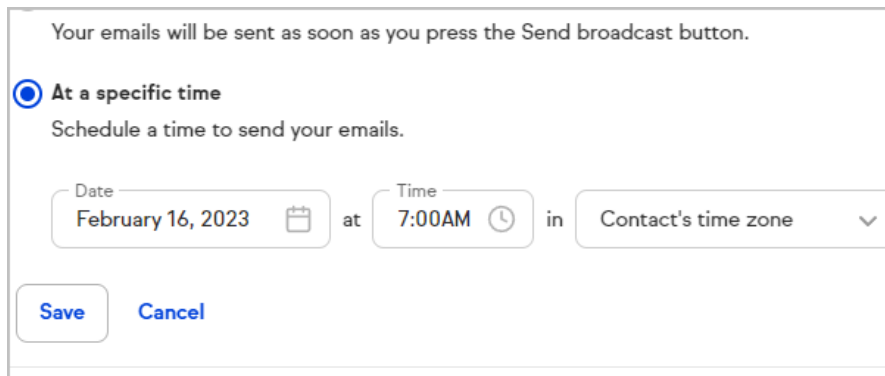 Your emails will be sent as soon as you press the Send broadcast button.
At a specific time
Schedule a time to send your emails.
Date
Time
February 16, 2023 at 7:00AM in Contact's time zone
Save Cancel